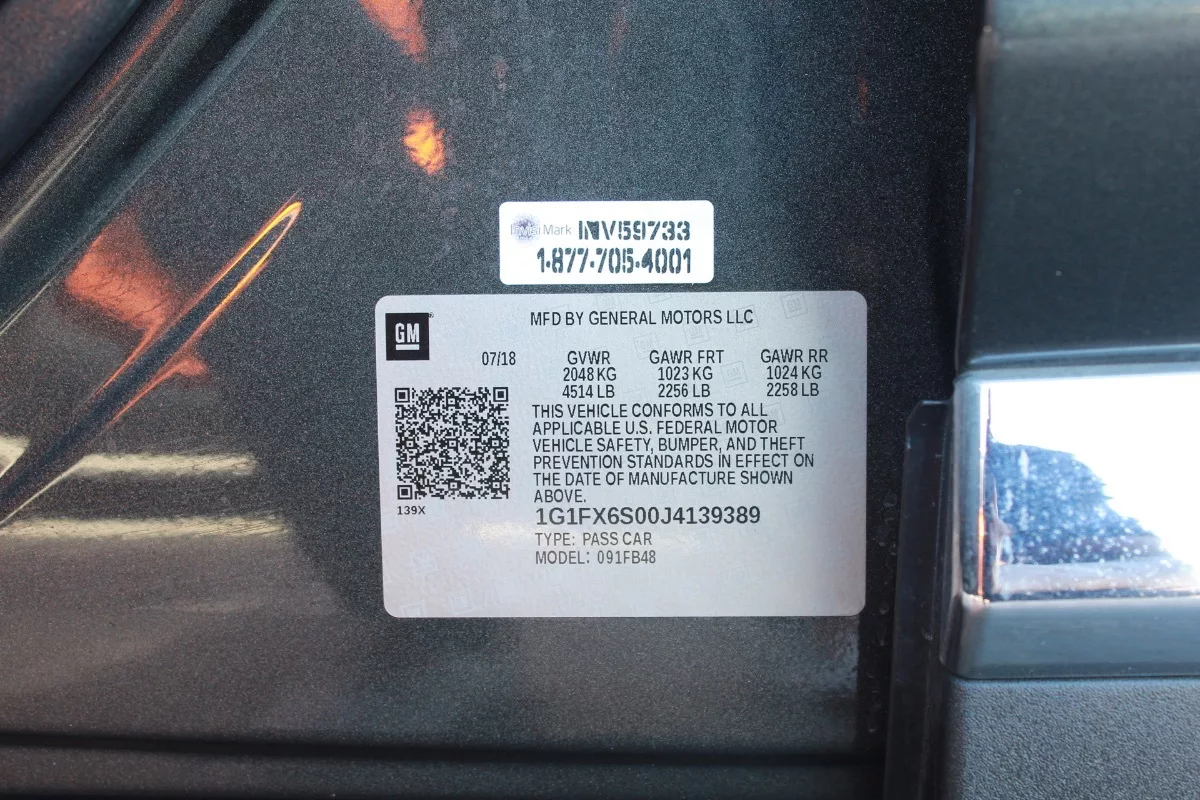 Mark INV59733
1-877-705-4001
GM
MFD BY GENERAL MOTORS LLC
07/18 GVWR GAWR FRT GAWR RR
2048 KG 1023 KG 1024 KG
4514 LB 2256 LB 2258 LB
THIS VEHICLE CONFORMS TO ALL
APPLICABLE U.S. FEDERAL MOTOR
VEHICLE SAFETY, BUMPER, AND THEFT
PREVENTION STANDARDS IN EFFECT ON
THE DATE OF MANUFACTURE SHOWN
ABOVE.
139X
1G1FX6S00J4139389
TYPE: PASS CAR
MODEL: 091FB48